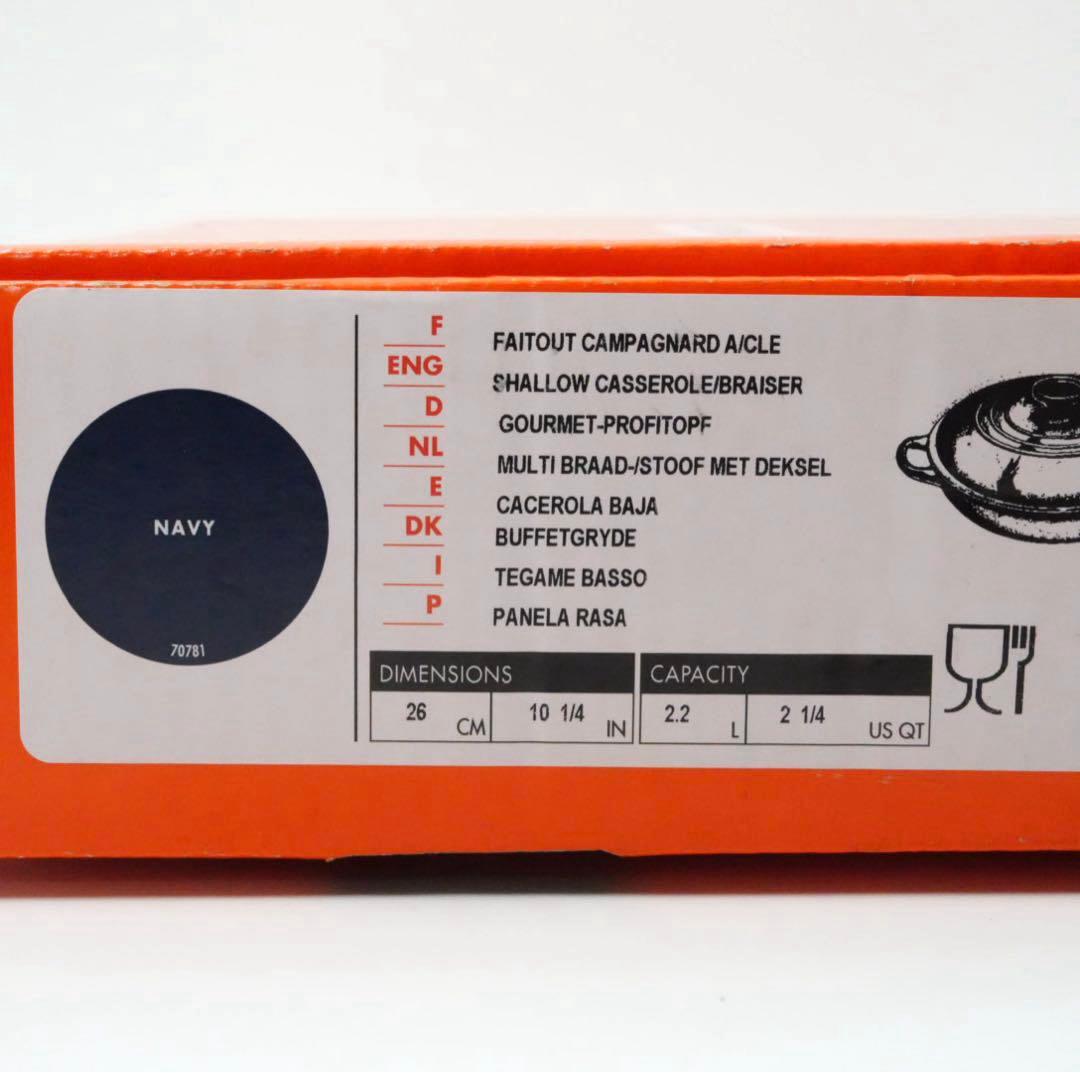 NAVY
70781
F FAITOUT CAMPAGNARD A/CLE
ENG SHALLOW CASSEROLE/BRAISER
D GOURMET-PROFITOPF
NL MULTI BRAAD-/STOOF MET DEKSEL
E CACEROLA BAJA
DK BUFFETGRYDE
I TEGAME BASSO
P PANELA RASA
DIMENSIONS CAPACITY
26 CM 10 1/4 IN 2.2 L 2 1/4 US QT